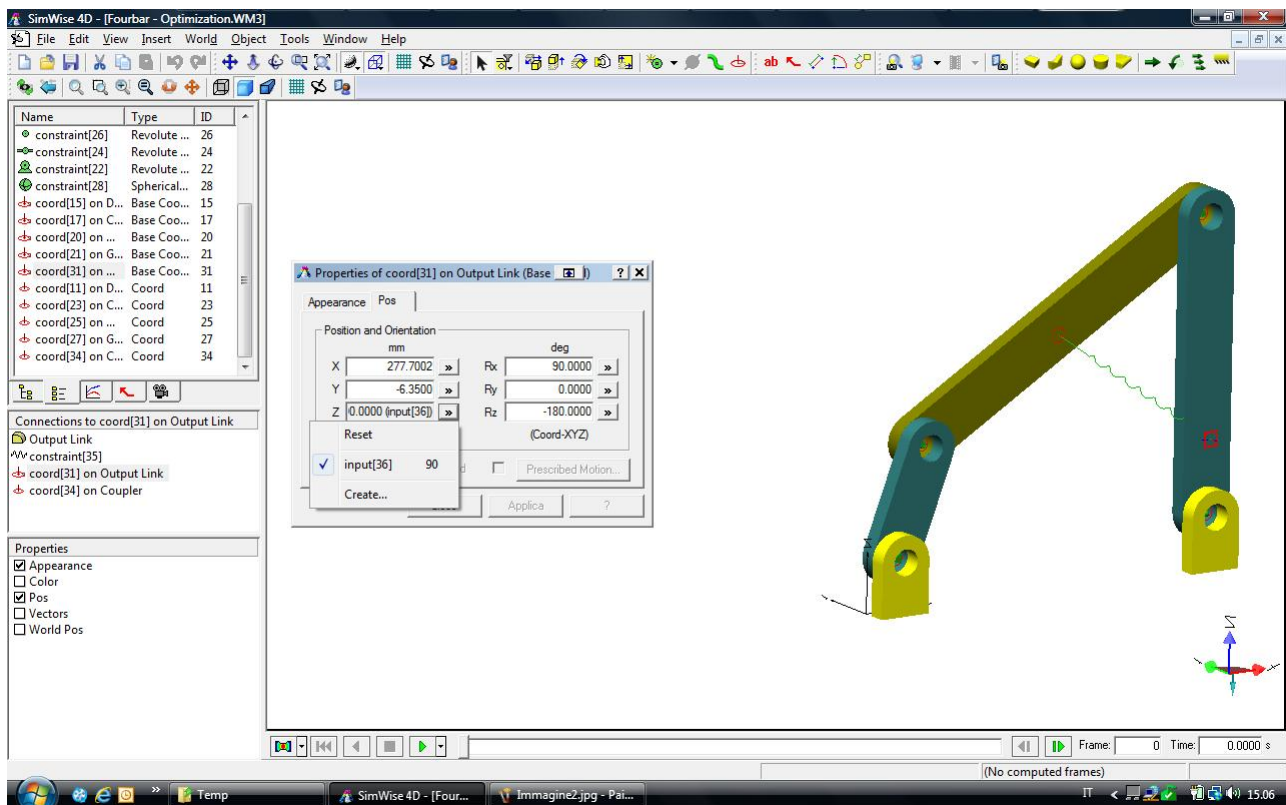 SimWise 4D - [Fourbar - Optimization.WM3]
File Edit View Insert World Object Tools Window Help
Name Type ID
constraint[26] Revolute ... 26
constraint[24] Revolute ... 24
constraint[22] Revolute ... 22
constraint[28] Spherical... 28
coord[15] on D... Base Coo... 15
coord[17] on C... Base Coo... 17
coord[20] on ... Base Coo... 20
coord[21] on G... Base Coo... 21
coord[31] on ... Base Coo... 31
coord[11] on D... Coord 11
coord[23] on C... Coord 23
coord[25] on ... Coord 25
coord[27] on G... Coord 27
coord[34] on C... Coord 34
Connections to coord[31] on Output Link
Output Link
constraint[35]
coord[31] on Output Link
coord[34] on Coupler
Properties
Appearance
Color
Pos
Vectors
World Pos
Properties of coord[31] on Output Link (Base
Appearance Pos
Position and Orientation
mm deg
X 277.7002 » Rx 90.0000 »
Y -6.3500 » Ry 0.0000 »
Z 0.0000 (input[36]) » Rz -180.0000 »
(Coord-XYZ)
Reset
input[36] 90
Create...
Prescribed Motion...
Applica ?
Frame: 0 Time: 0.0000 s
(No computed frames)
Temp SimWise 4D - [Four... Immagine2.jpg - Pai... IT 15.06